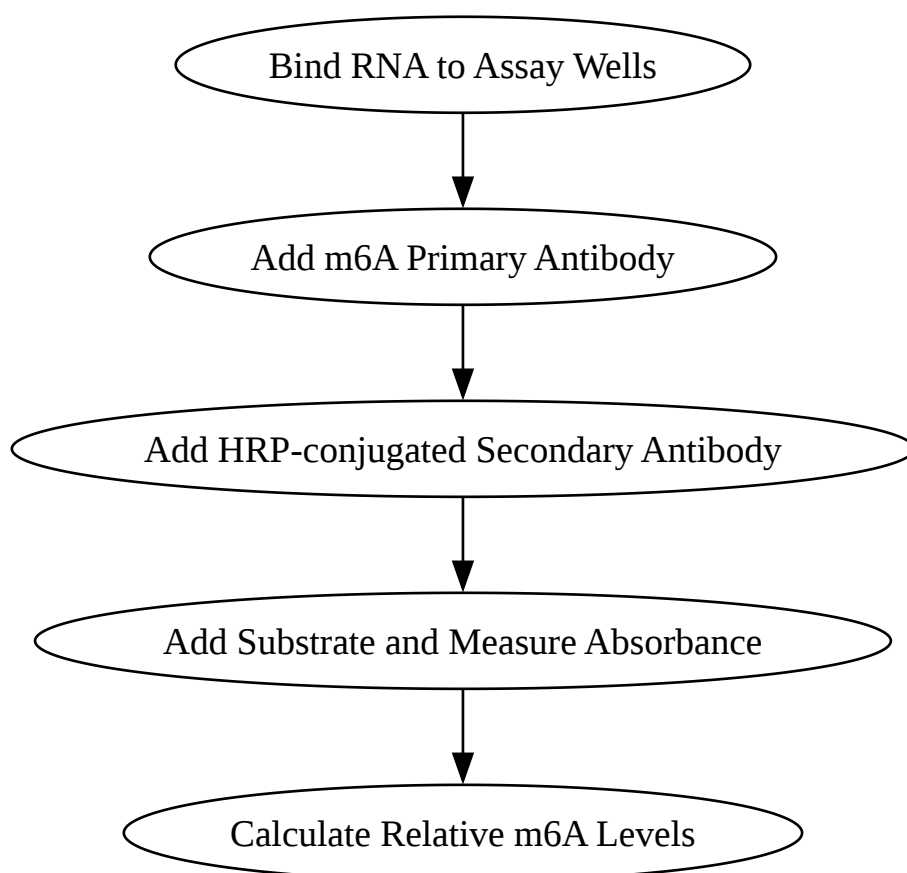 Bind RNA to Assay Wells
Add m6A Primary Antibody
Add HRP-conjugated Secondary Antibody
Add Substrate and Measure Absorbance
Calculate Relative m6A Levels